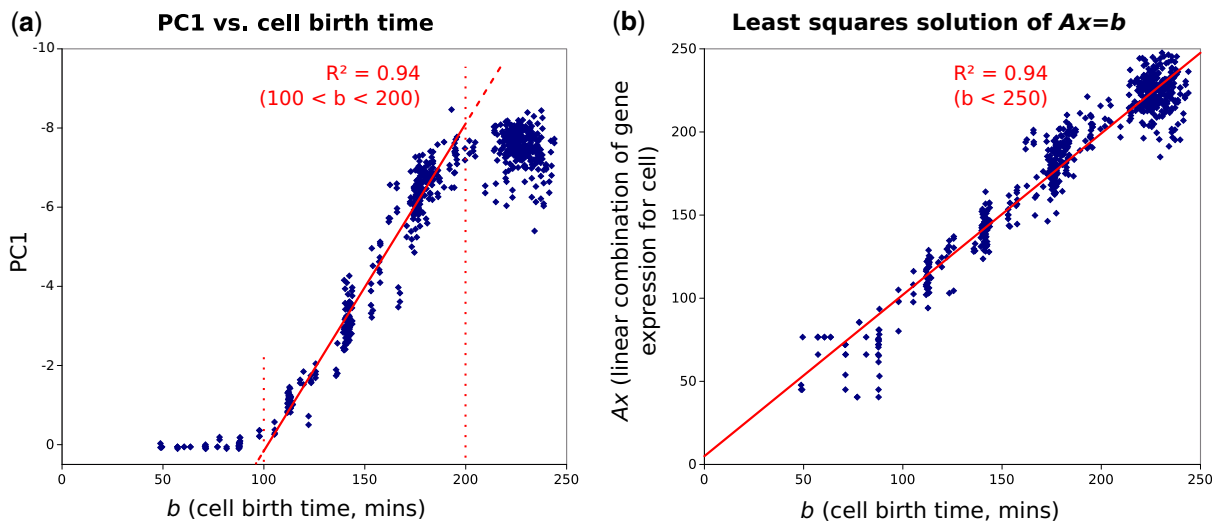 (a)
PC1 vs. cell birth time
-10
-8
-6
-4
-2
0
PC1
R² = 0.94
(100 < b < 200)
0
50
100
150
200
250
b (cell birth time, mins)
(b)
Least squares solution of Ax=b
250
200
150
100
50
0
Ax (linear combination of gene
expression for cell)
R² = 0.94
(b < 250)
0
50
100
150
200
250
b (cell birth time, mins)